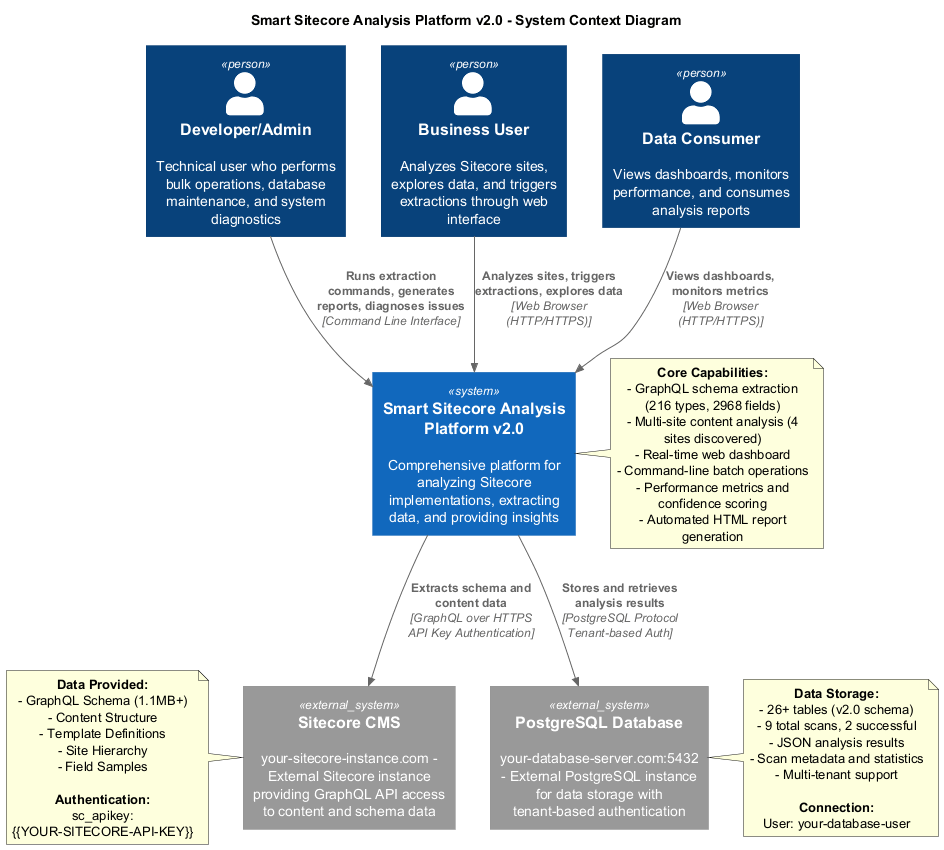 Smart Sitecore Analysis Platform v2.0 - System Context Diagram
«person»
Developer/Admin
Technical user who performs
bulk operations, database
maintenance, and system
diagnostics
«person»
Business User
Analyzes Sitecore sites,
explores data, and triggers
extractions through web
interface
«person»
Data Consumer
Views dashboards, monitors
performance, and consumes
analysis reports
Runs extraction
commands, generates
reports, diagnoses issues
[Command Line Interface]
Analyzes sites, triggers
extractions, explores data
[Web Browser
(HTTP/HTTPS)]
Views dashboards,
monitors metrics
[Web Browser
(HTTP/HTTPS)]
«system»
Smart Sitecore Analysis
Platform v2.0
Comprehensive platform for
analyzing Sitecore
implementations, extracting
data, and providing insights
Core Capabilities:
- GraphQL schema extraction
(216 types, 2968 fields)
- Multi-site content analysis (4
sites discovered)
- Real-time web dashboard
- Command-line batch operations
- Performance metrics and
confidence scoring
- Automated HTML report
generation
Extracts schema and
content data
[GraphQL over HTTPS
API Key Authentication]
Stores and retrieves
analysis results
[PostgreSQL Protocol
Tenant-based Auth]
Data Provided:
- GraphQL Schema (1.1MB+)
- Content Structure
- Template Definitions
- Site Hierarchy
- Field Samples
Authentication:
sc_apikey:
{{YOUR-SITECORE-API-KEY}}
«external_system»
Sitecore CMS
your-sitecore-instance.com -
External Sitecore instance
providing GraphQL API access
to content and schema data
«external_system»
PostgreSQL Database
your-database-server.com:5432
- External PostgreSQL instance
for data storage with
tenant-based authentication
Data Storage:
- 26+ tables (v2.0 schema)
- 9 total scans, 2 successful
- JSON analysis results
- Scan metadata and statistics
- Multi-tenant support
Connection:
User: your-database-user